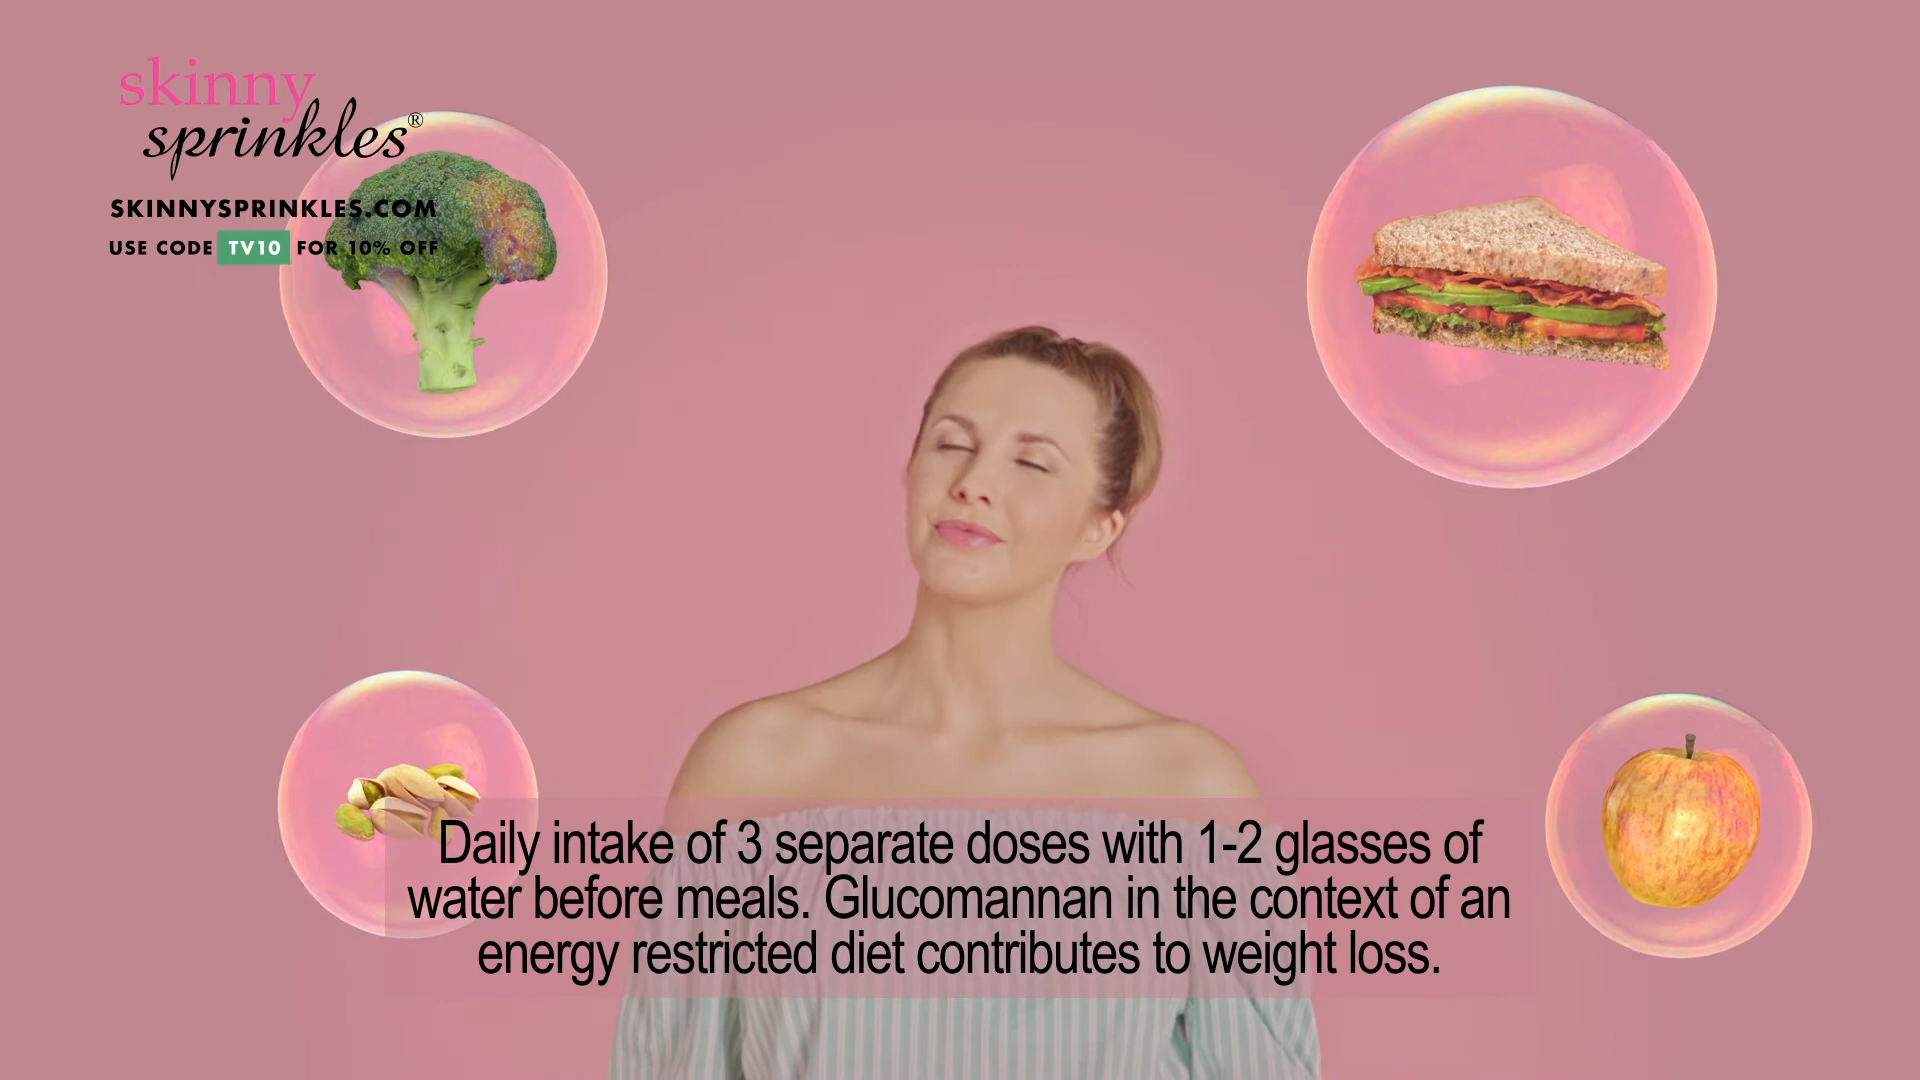 skinny
sprinkles®
SKINNYSPRINKLES.COM
USE CODE TV10 FOR 10% OFF
Daily intake of 3 separate doses with 1-2 glasses of
water before meals. Glucomannan in the context of an
energy restricted diet contributes to weight loss.